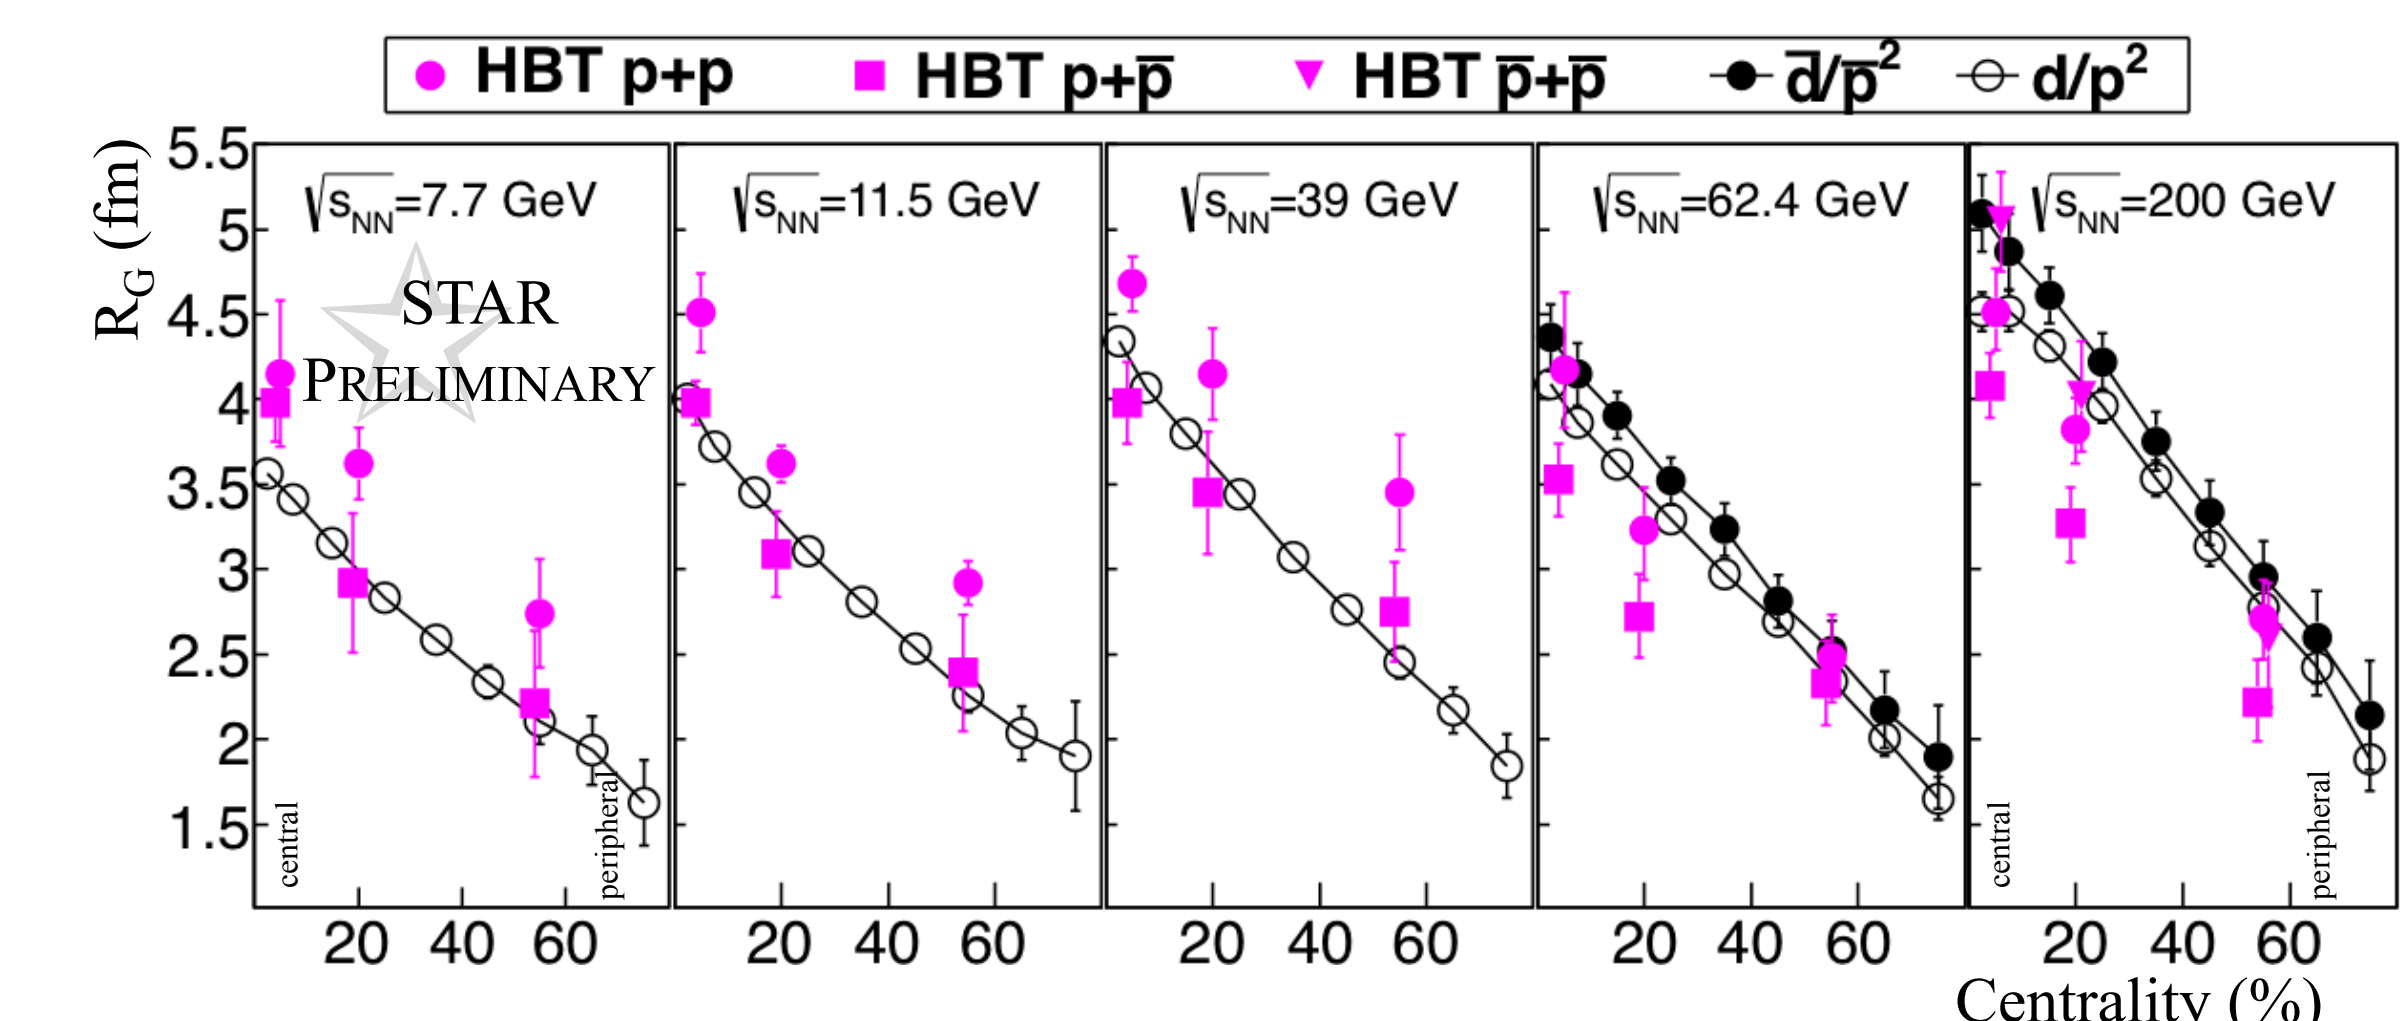 HBT p+p HBT p+p̅ HBT p̅+p̅ d̅/p̅² d/p²
R_G (fm)
5.5
5
4.5
4
3.5
3
2.5
2
1.5
√s_NN=7.7 GeV
STAR
PRELIMINARY
central
peripheral
20 40 60
√s_NN=11.5 GeV
20 40 60
√s_NN=39 GeV
20 40 60
√s_NN=62.4 GeV
20 40 60
√s_NN=200 GeV
central
peripheral
20 40 60
Centrality (%)